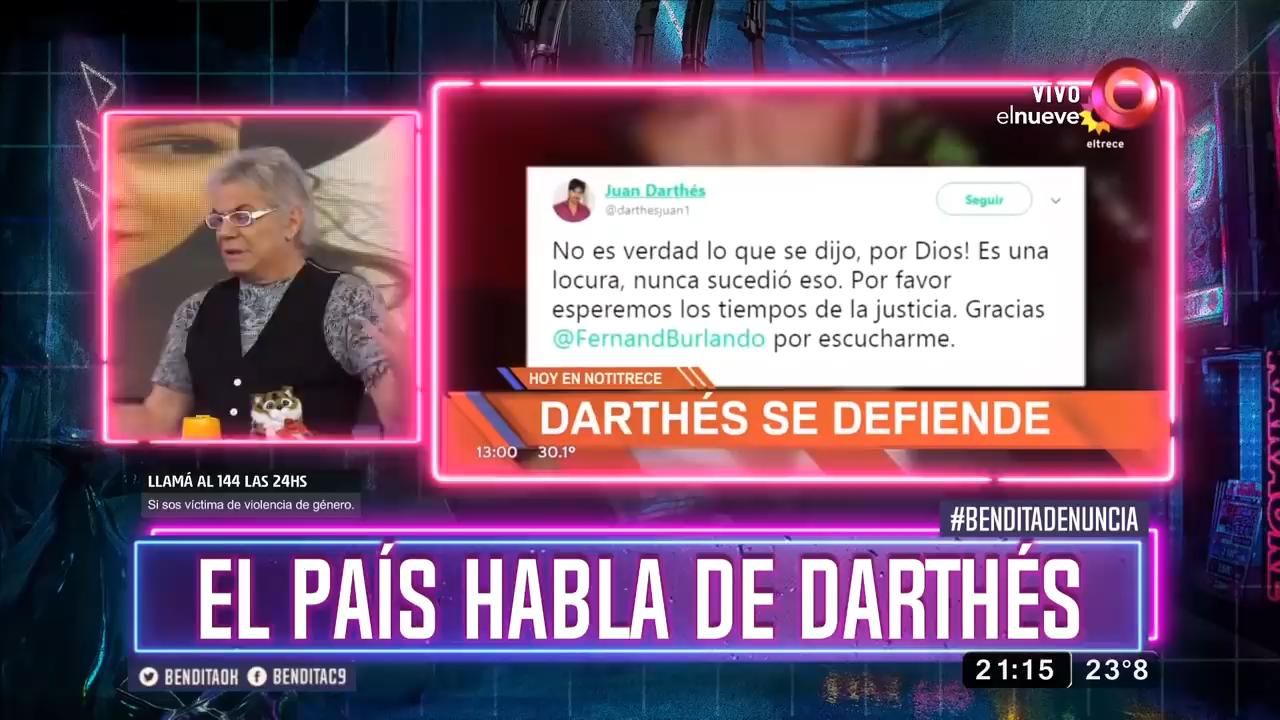 VIVO
elnueve
eltrece
Juan Darthés
@darthesjuan1
Seguir
No es verdad lo que se dijo, por Dios! Es una
locura, nunca sucedió eso. Por favor
esperemos los tiempos de la justicia. Gracias
@FernandBurlando por escucharme.
HOY EN NOTITRECE
DARTHÉS SE DEFIENDE
13:00 30.1°
LLAMÁ AL 144 LAS 24HS
Si sos víctima de violencia de género.
#BENDITADENUNCIA
EL PAÍS HABLA DE DARTHÉS
BENDITAOK BENDITAC9
21:15 23°8